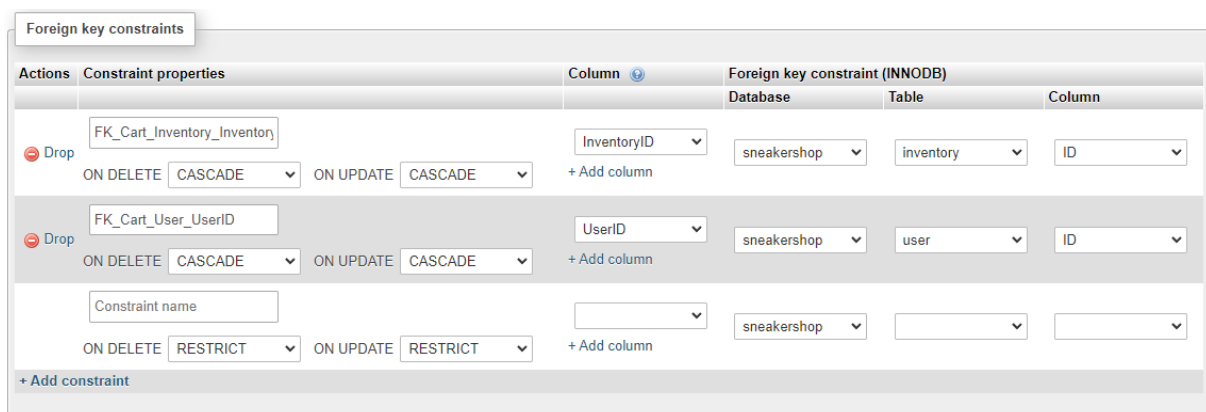 Foreign key constraints
Actions Constraint properties Column Foreign key constraint (INNODB)
Database Table Column
FK_Cart_Inventory_Inventory
Drop InventoryID sneakershop inventory ID
ON DELETE CASCADE ON UPDATE CASCADE + Add column
FK_Cart_User_UserID
Drop UserID sneakershop user ID
ON DELETE CASCADE ON UPDATE CASCADE + Add column
Constraint name
sneakershop
ON DELETE RESTRICT ON UPDATE RESTRICT + Add column
+ Add constraint